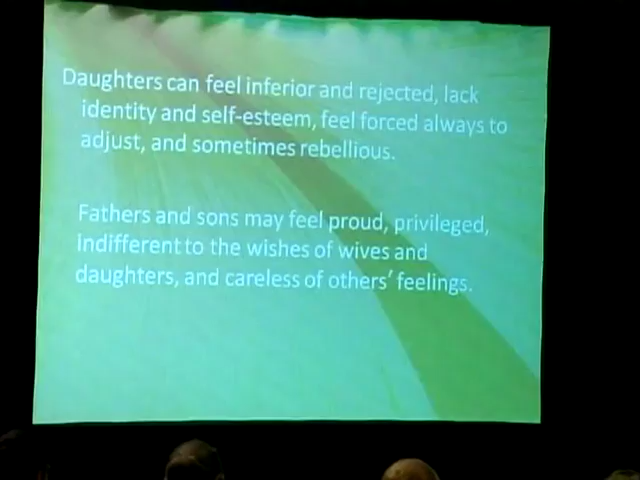 Daughters can feel inferior and rejected, lack
identity and self-esteem, feel forced always to
adjust, and sometimes rebellious.
Fathers and sons may feel proud, privileged,
indifferent to the wishes of wives and
daughters, and careless of others' feelings.